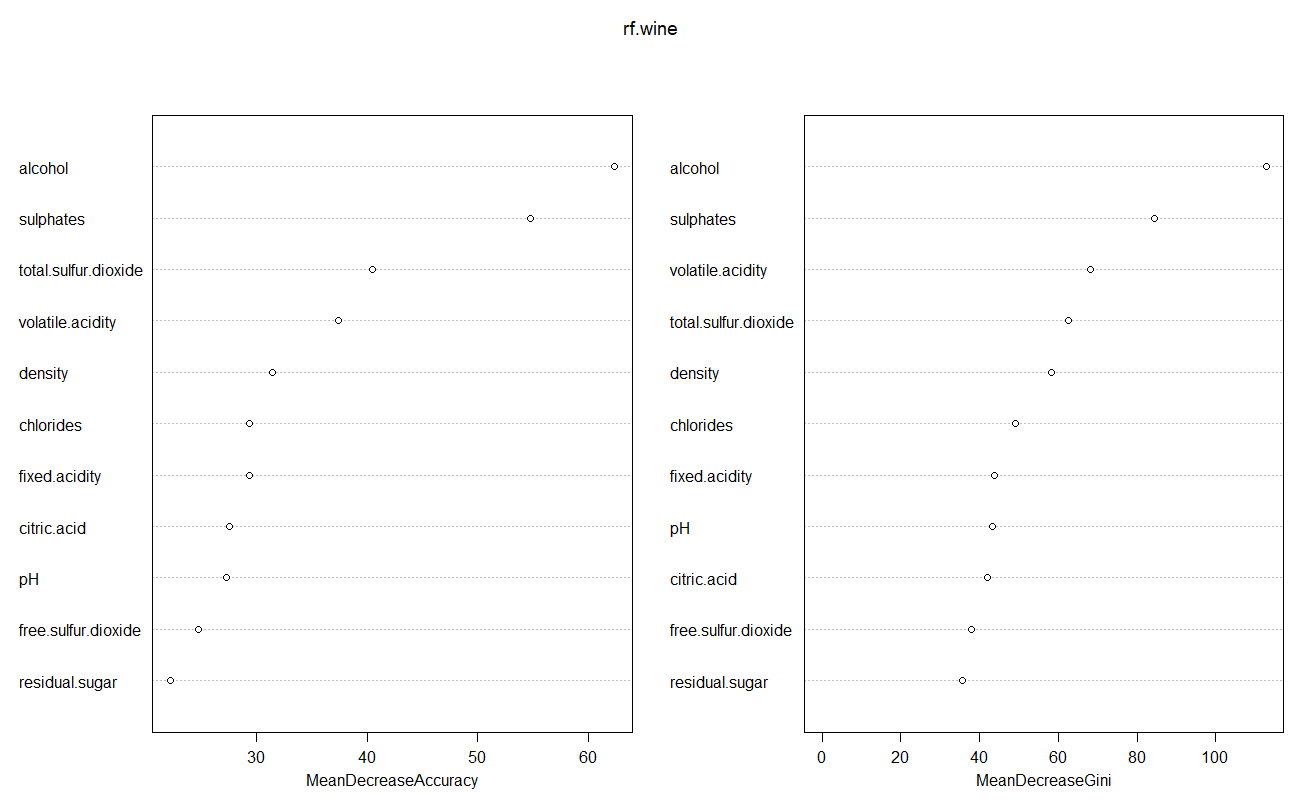 rf.wine
alcohol
sulphates
total.sulfur.dioxide
volatile.acidity
density
chlorides
fixed.acidity
citric.acid
pH
free.sulfur.dioxide
residual.sugar
30 40 50 60
MeanDecreaseAccuracy
alcohol
sulphates
volatile.acidity
total.sulfur.dioxide
density
chlorides
fixed.acidity
pH
citric.acid
free.sulfur.dioxide
residual.sugar
0 20 40 60 80 100
MeanDecreaseGini